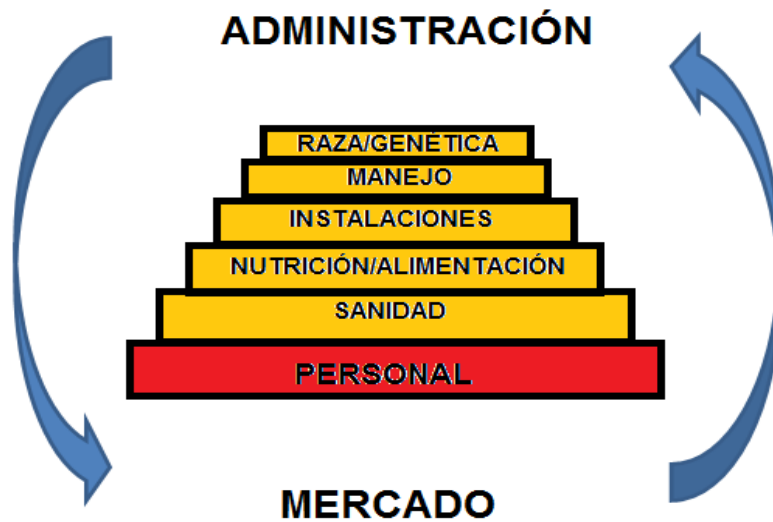 ADMINISTRACIÓN
RAZA/GENÉTICA
MANEJO
INSTALACIONES
NUTRICIÓN/ALIMENTACIÓN
SANIDAD
PERSONAL
MERCADO